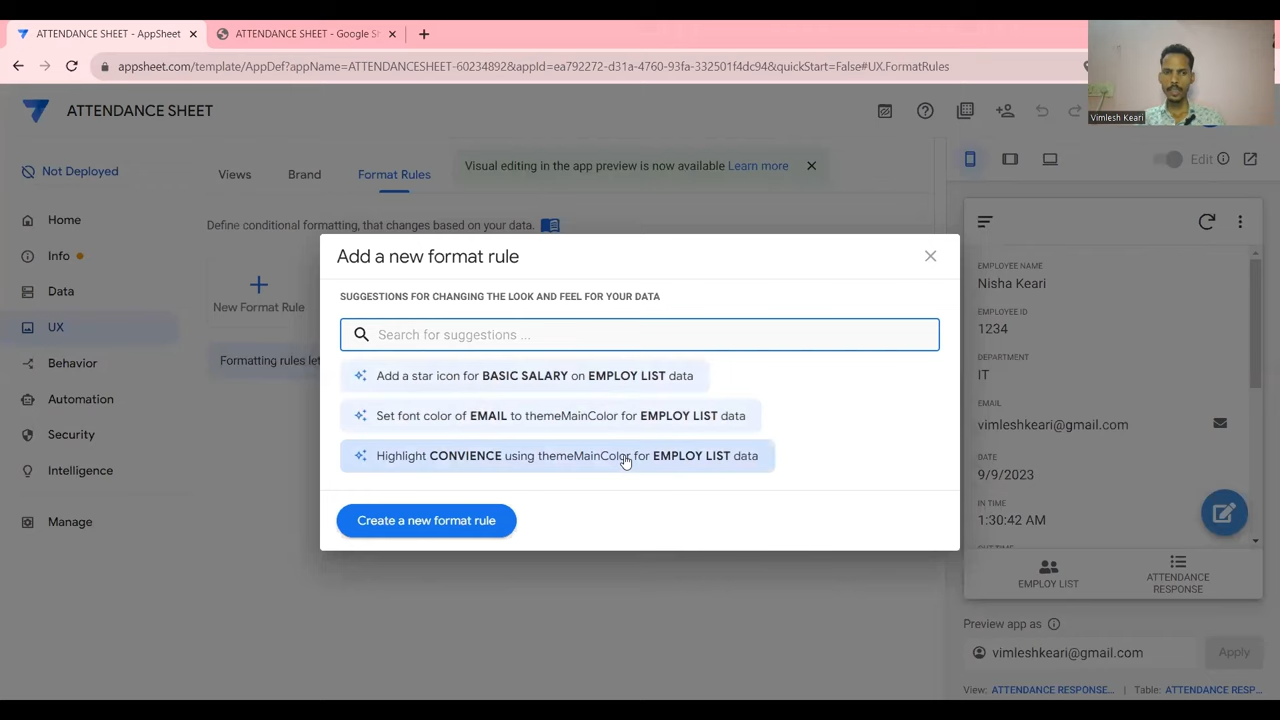 ATTENDANCE SHEET - AppSheet
ATTENDANCE SHEET - Google Sh
appsheet.com/template/AppDef?appName=ATTENDANCESHEET-60234892&appId=ea792272-d31a-4760-93fa-332501f4dc94&quickStart=False#UX.FormatRules
Vimlesh Keari
ATTENDANCE SHEET
Not Deployed
Home
Info
Data
UX
Behavior
Automation
Security
Intelligence
Manage
Views
Brand
Format Rules
Visual editing in the app preview is now available Learn more
Define conditional formatting, that changes based on your data.
New Format Rule
Formatting rules let
Add a new format rule
SUGGESTIONS FOR CHANGING THE LOOK AND FEEL FOR YOUR DATA
Search for suggestions ...
Add a star icon for BASIC SALARY on EMPLOY LIST data
Set font color of EMAIL to themeMainColor for EMPLOY LIST data
Highlight CONVIENCE using themeMainColor for EMPLOY LIST data
Create a new format rule
Edit
EMPLOYEE NAME
Nisha Keari
EMPLOYEE ID
1234
DEPARTMENT
IT
EMAIL
vimleshkeari@gmail.com
DATE
9/9/2023
IN TIME
1:30:42 AM
EMPLOY LIST
ATTENDANCE
RESPONSE
Preview app as
vimleshkeari@gmail.com
Apply
View: ATTENDANCE RESPONSE... | Table: ATTENDANCE RESP...